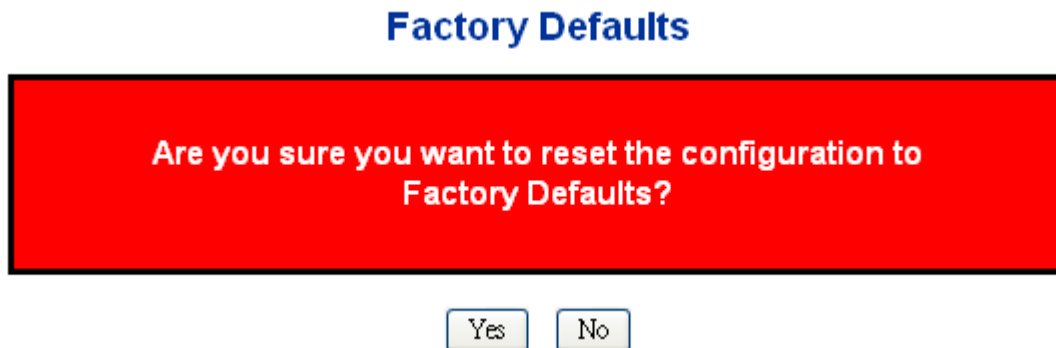 Factory Defaults
Are you sure you want to reset the configuration to
Factory Defaults?
Yes No